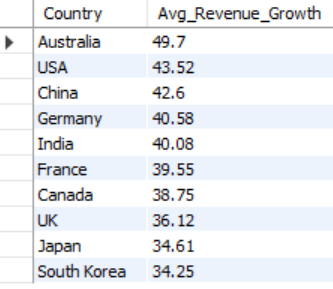 Country Avg_Revenue_Growth
Australia 49.7
USA 43.52
China 42.6
Germany 40.58
India 40.08
France 39.55
Canada 38.75
UK 36.12
Japan 34.61
South Korea 34.25